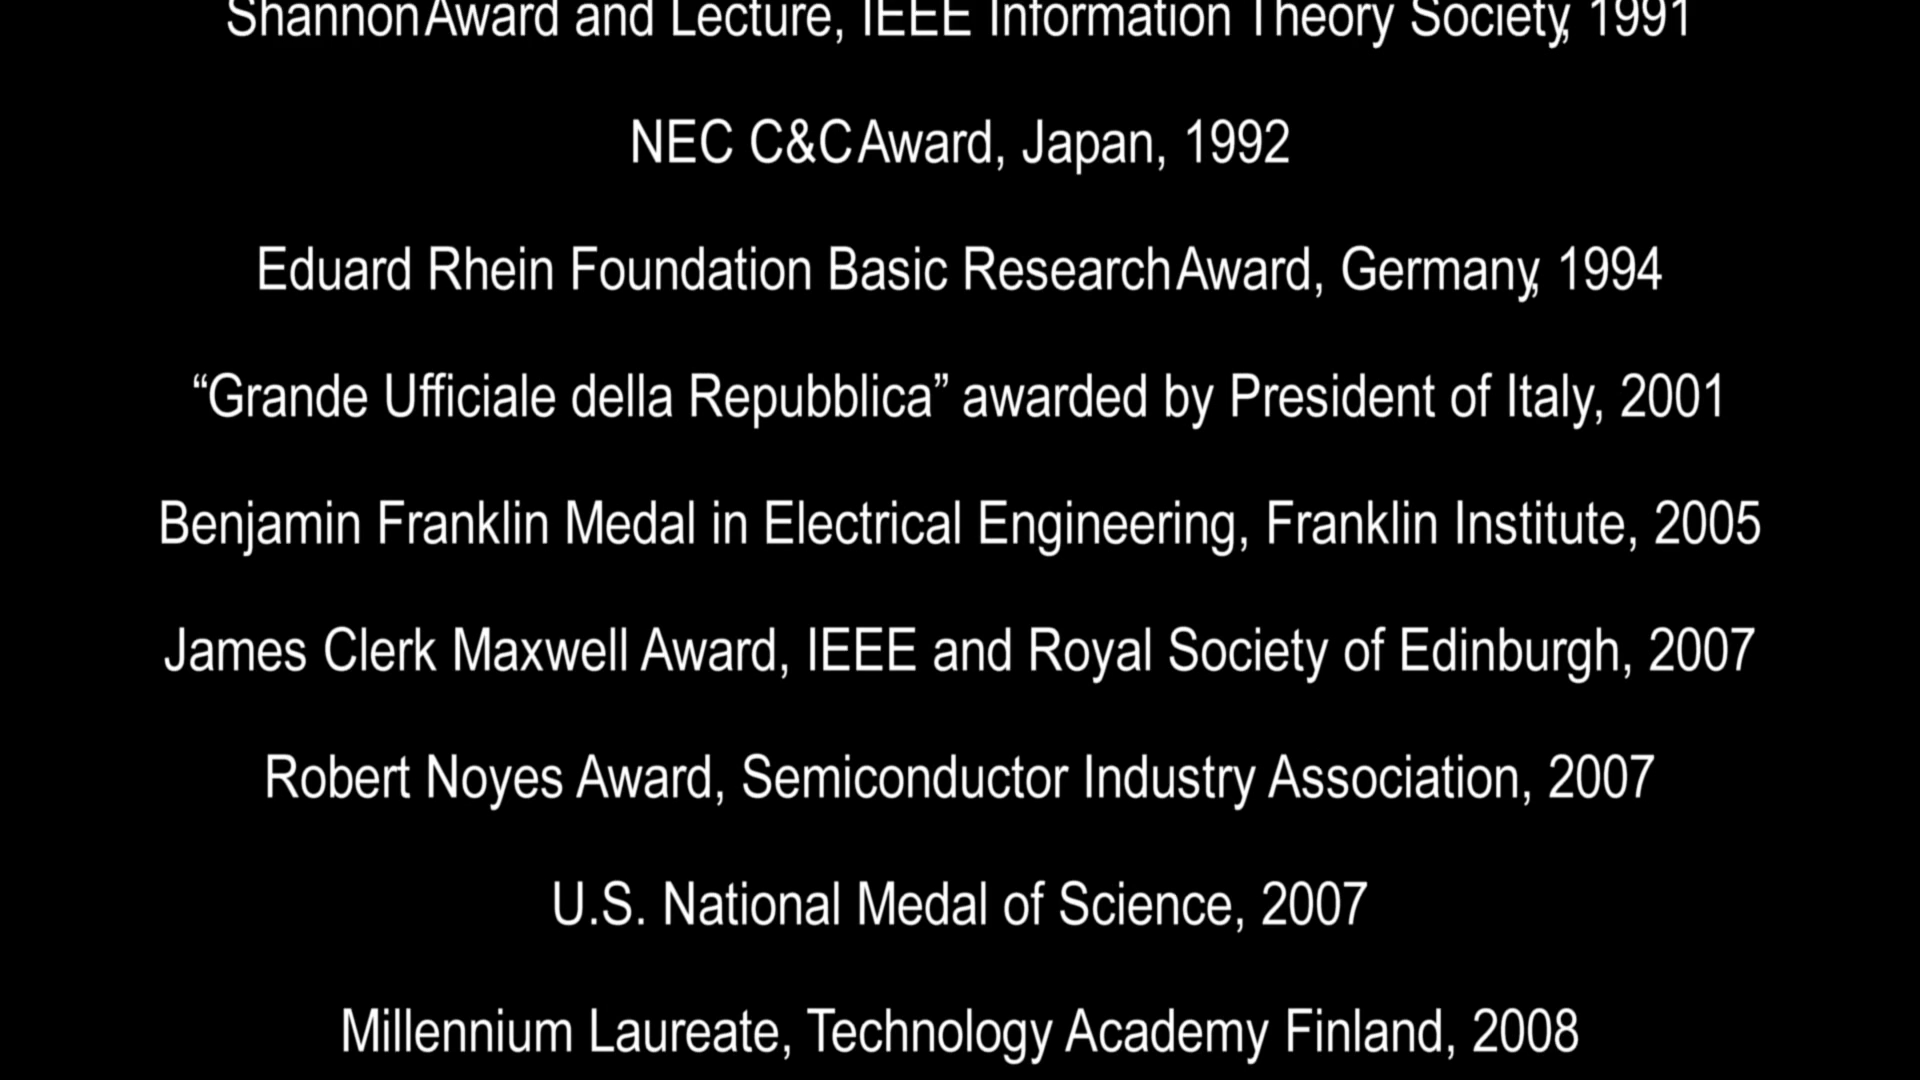 Shannon Award and Lecture, IEEE Information Theory Society, 1991
NEC C&C Award, Japan, 1992
Eduard Rhein Foundation Basic Research Award, Germany, 1994
“Grande Ufficiale della Repubblica” awarded by President of Italy, 2001
Benjamin Franklin Medal in Electrical Engineering, Franklin Institute, 2005
James Clerk Maxwell Award, IEEE and Royal Society of Edinburgh, 2007
Robert Noyes Award, Semiconductor Industry Association, 2007
U.S. National Medal of Science, 2007
Millennium Laureate, Technology Academy Finland, 2008